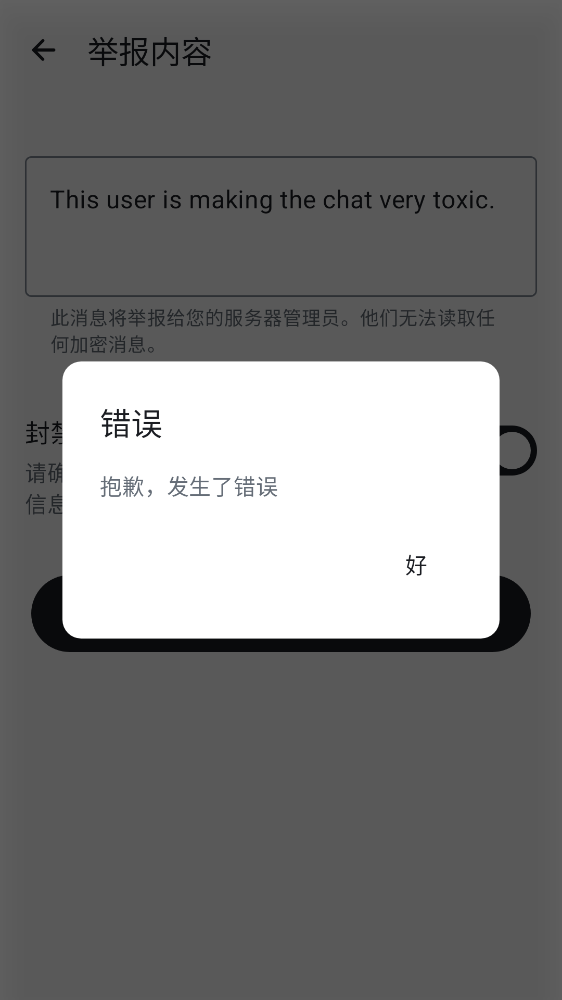 举报内容
This user is making the chat very toxic.
此消息将举报给您的服务器管理员。他们无法读取任
何加密消息。
错误
封禁
抱歉，发生了错误
请确
信息
好